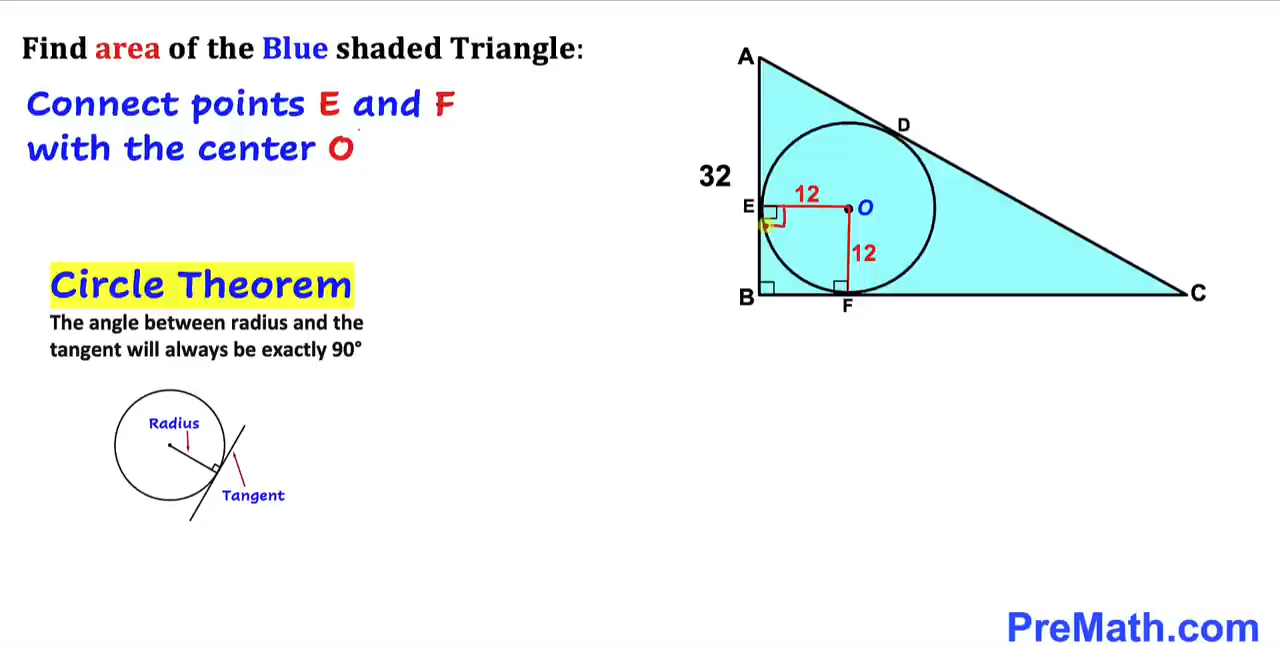 Find area of the Blue shaded Triangle:
Connect points E and F
with the center O
Circle Theorem
The angle between radius and the
tangent will always be exactly 90°
Radius
Tangent
A
D
32
E
12
O
12
B
F
C
PreMath.com